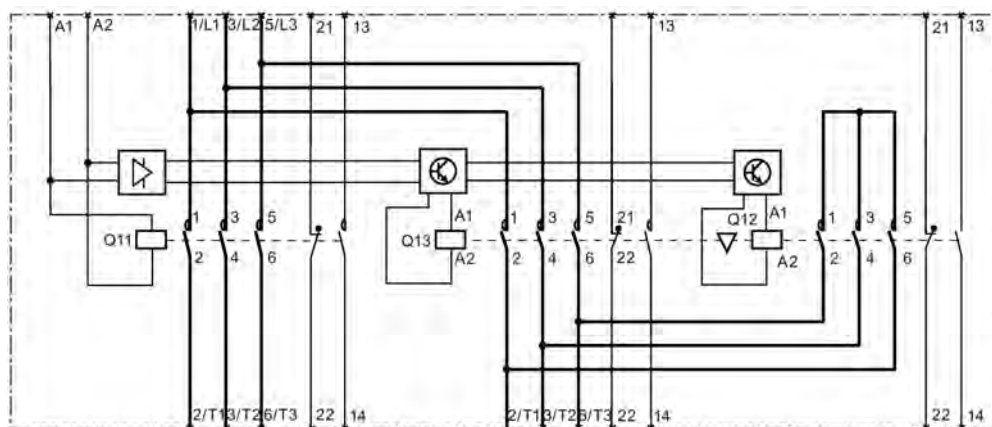 A1 A2 1/L1 3/L2 5/L3 21 13 13 21 13
1 3 5 A1 1 3 5 21 Q12 A1 1 3 5
Q11 Q13
2 4 6 A2 2 4 6 22 A2 2 4 6
2/T1 3/T2 6/T3 22 14 2/T1 3/T2 6/T3 22 14 22 14